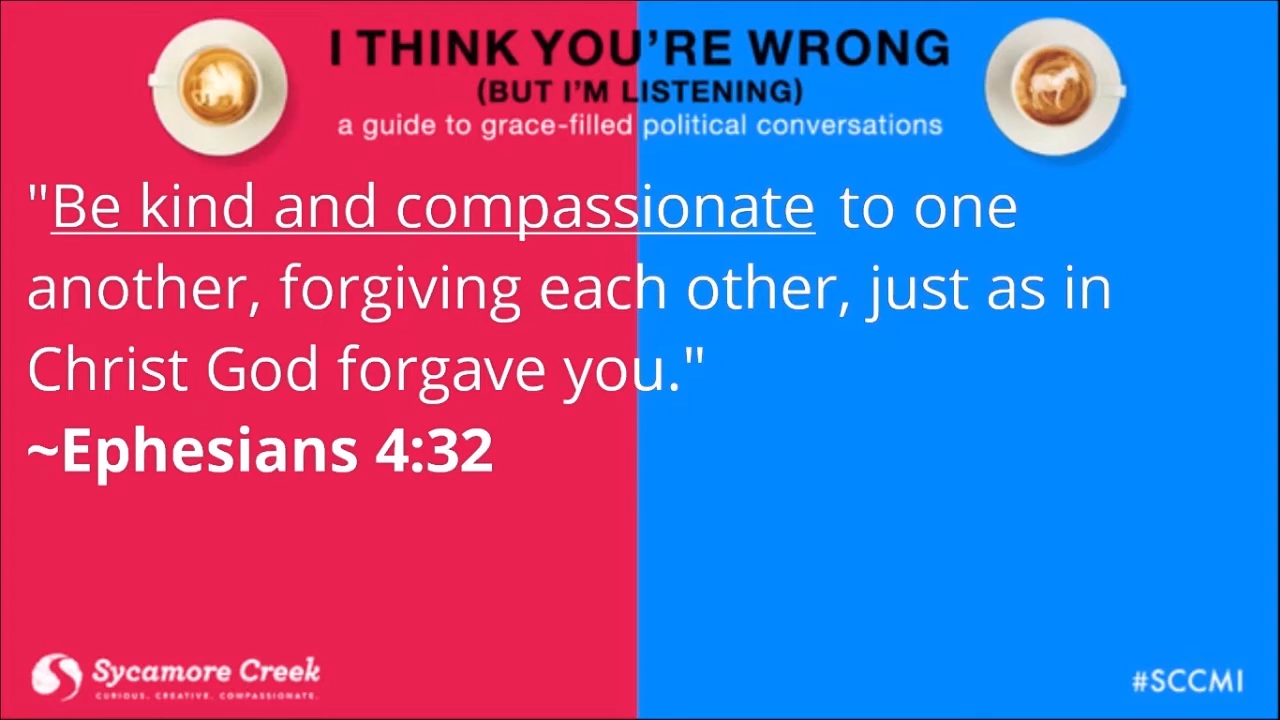 I THINK YOU'RE WRONG
(BUT I'M LISTENING)
a guide to grace-filled political conversations
"Be kind and compassionate to one
another, forgiving each other, just as in
Christ God forgave you."
~Ephesians 4:32
Sycamore Creek
CURIOUS. CREATIVE. COMPASSIONATE.
#SCCMI